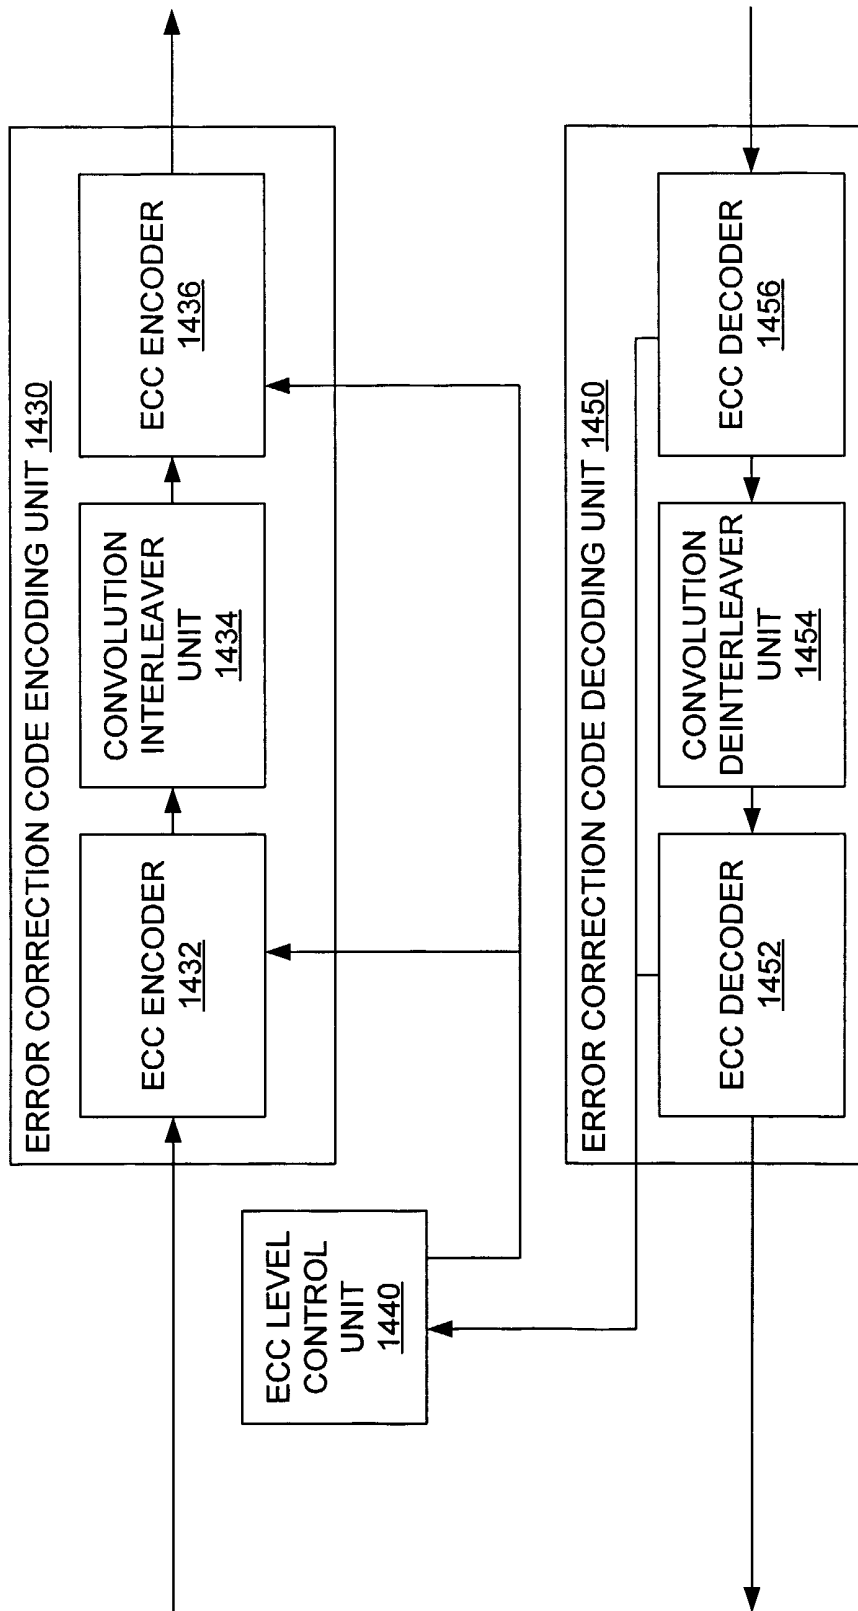 ERROR CORRECTION CODE ENCODING UNIT 1430
ECC ENCODER
1432
CONVOLUTION
INTERLEAVER
UNIT
1434
ECC ENCODER
1436
ECC LEVEL
CONTROL
UNIT
1440
ERROR CORRECTION CODE DECODING UNIT 1450
ECC DECODER
1452
CONVOLUTION
DEINTERLEAVER
UNIT
1454
ECC DECODER
1456